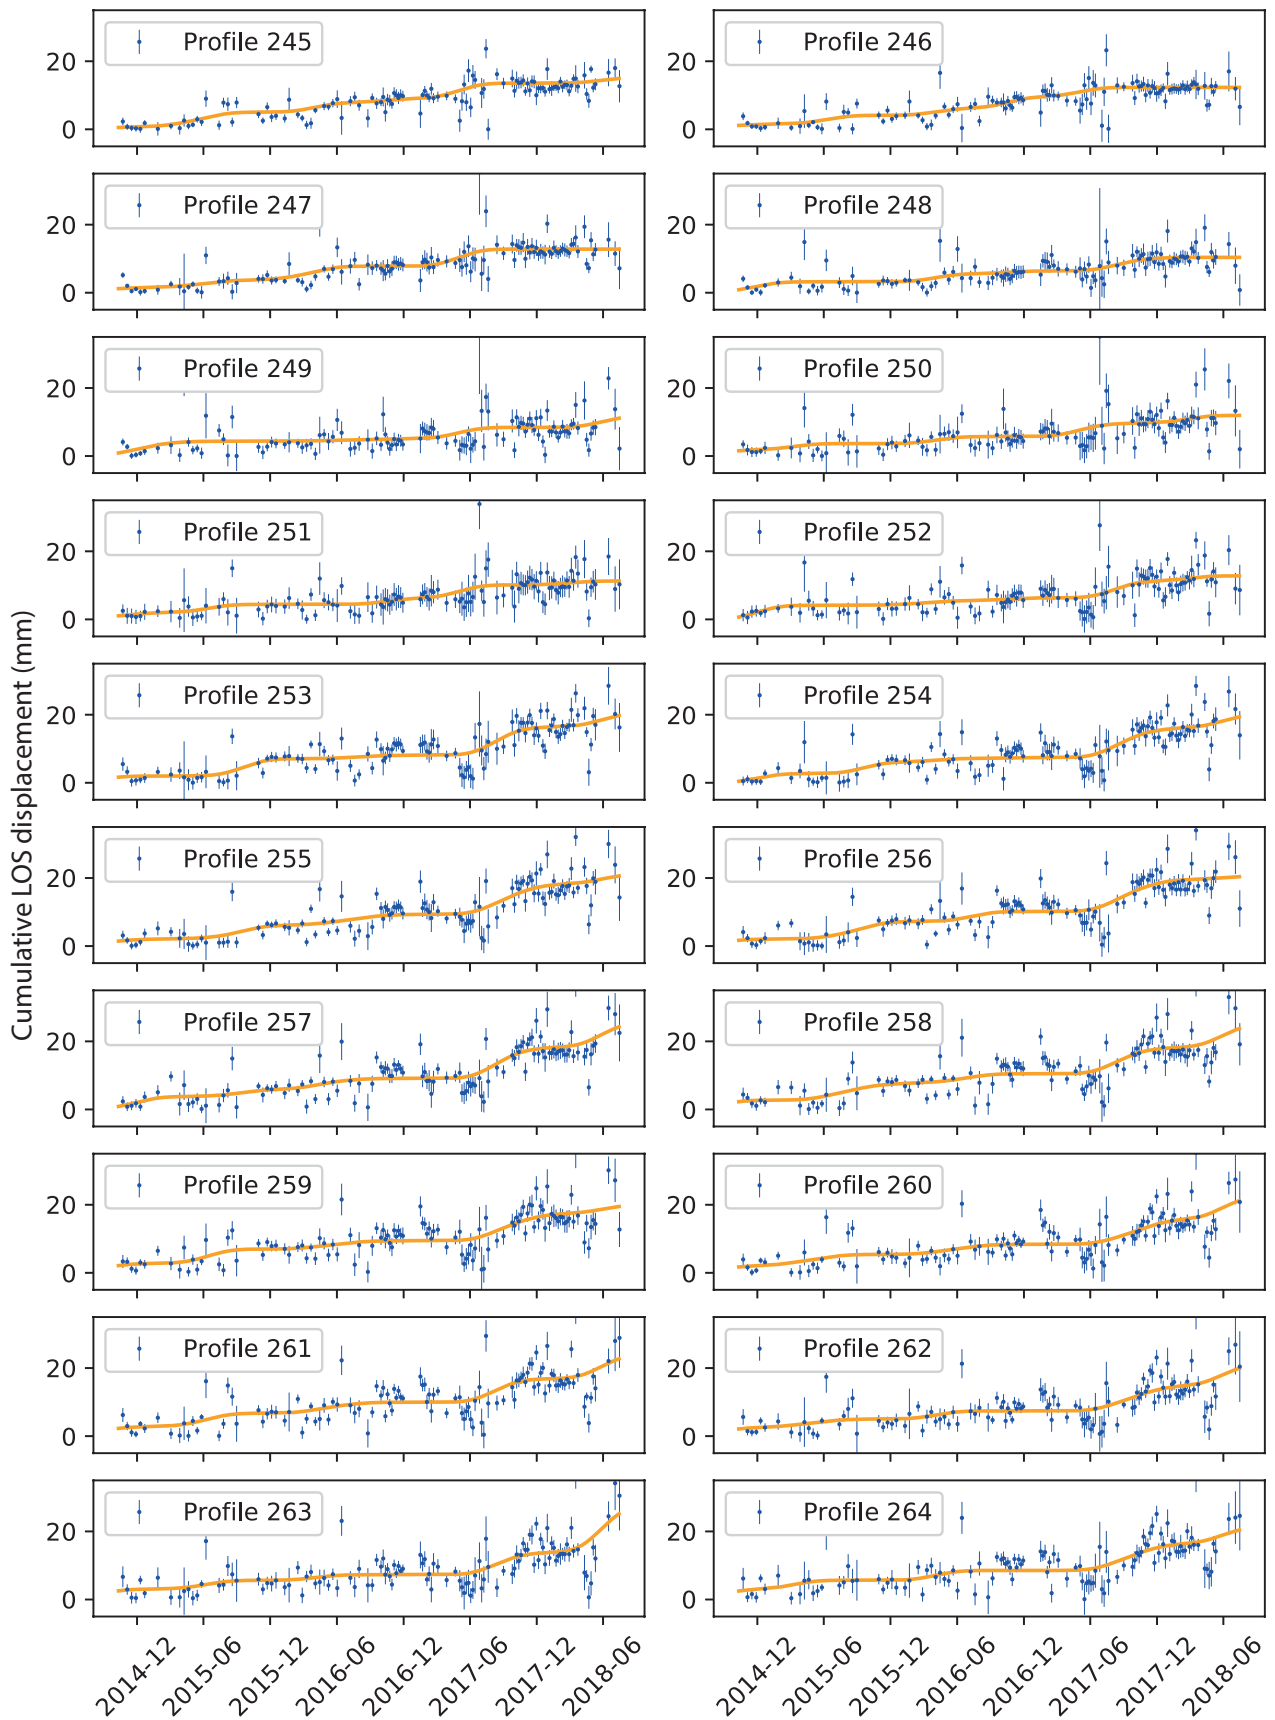 Profile 245
Profile 246
20
0
Profile 247
Profile 248
20
0
20
0
Profile 249
Profile 250
20
0
20
0
Profile 251
Profile 252
20
0
20
0
Profile 253
Profile 254
20
0
20
0
Profile 255
Profile 256
20
0
20
0
Profile 257
Profile 258
20
0
20
0
Profile 259
Profile 260
20
0
20
0
Profile 261
Profile 262
20
0
20
0
Profile 263
Profile 264
20
0
20
0
20
0
Cumulative LOS displacement (mm)
2014-12
2015-06
2015-12
2016-06
2016-12
2017-06
2017-12
2018-06
2014-12
2015-06
2015-12
2016-06
2016-12
2017-06
2017-12
2018-06